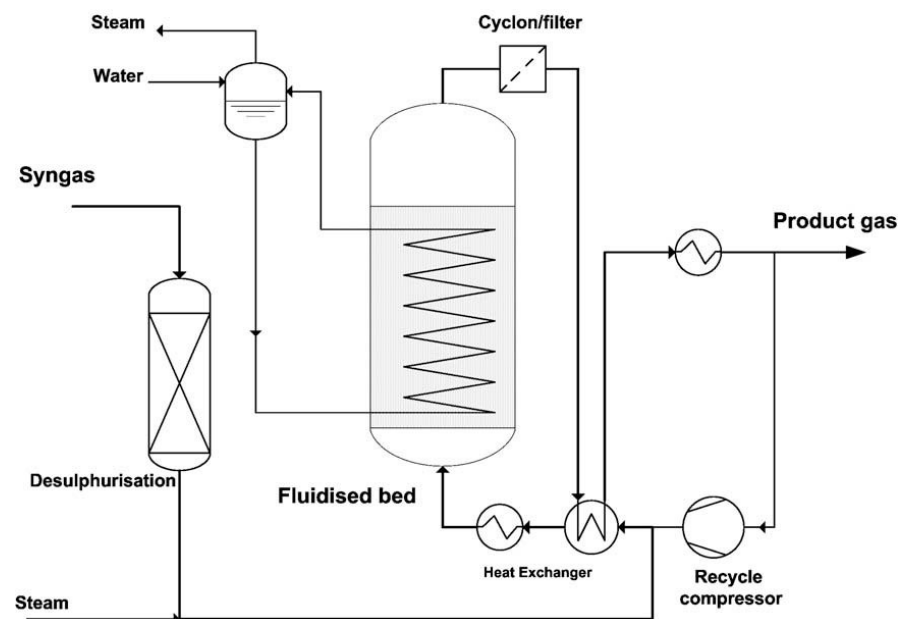 Steam
Cyclon/filter
Water
Syngas
Product gas
Desulphurisation
Fluidised bed
Heat Exchanger
Recycle
compressor
Steam